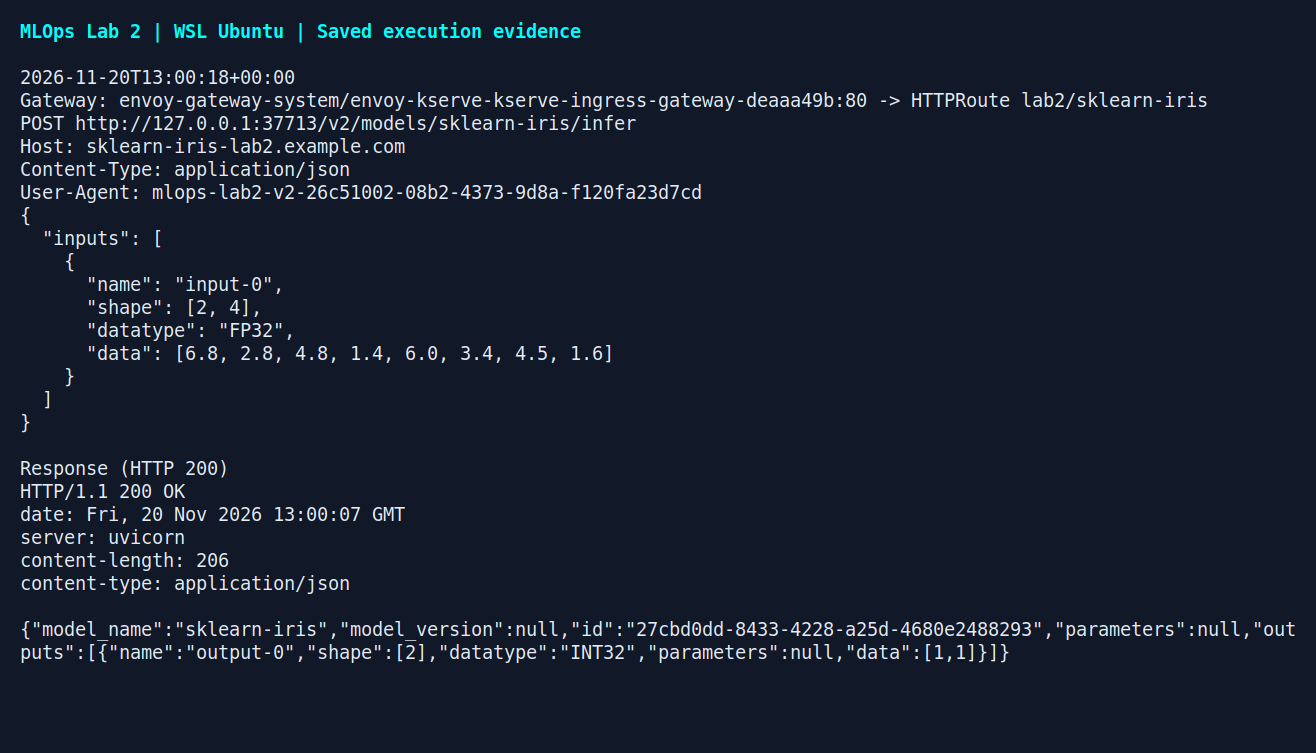 MLOps Lab 2 | WSL Ubuntu | Saved execution evidence
2026-11-20T13:00:18+00:00
Gateway: envoy-gateway-system/envoy-kserve-kserve-ingress-gateway-deaaa49b:80 -> HTTPRoute lab2/sklearn-iris
POST http://127.0.0.1:37713/v2/models/sklearn-iris/infer
Host: sklearn-iris-lab2.example.com
Content-Type: application/json
User-Agent: mlops-lab2-v2-26c51002-08b2-4373-9d8a-f120fa23d7cd
{
  "inputs": [
    {
      "name": "input-0",
      "shape": [2, 4],
      "datatype": "FP32",
      "data": [6.8, 2.8, 4.8, 1.4, 6.0, 3.4, 4.5, 1.6]
    }
  ]
}
Response (HTTP 200)
HTTP/1.1 200 OK
date: Fri, 20 Nov 2026 13:00:07 GMT
server: uvicorn
content-length: 206
content-type: application/json
{"model_name":"sklearn-iris","model_version":null,"id":"27cbd0dd-8433-4228-a25d-4680e2488293","parameters":null,"out
puts":[{"name":"output-0","shape":[2],"datatype":"INT32","parameters":null,"data":[1,1]}]}